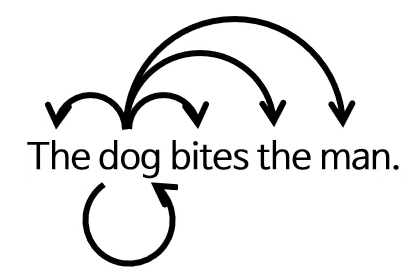 The dog bites the man.